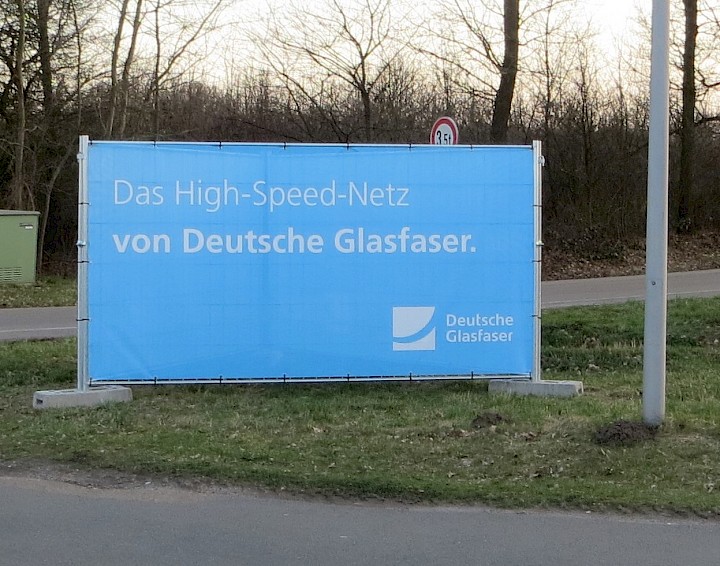 3,5t
Das High-Speed-Netz
von Deutsche Glasfaser.
Deutsche
Glasfaser